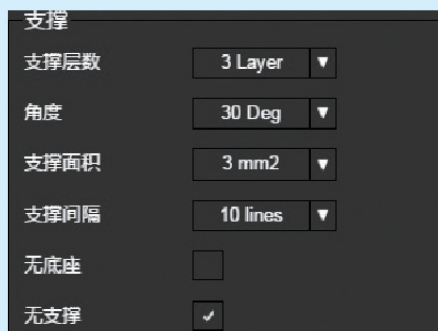 支撑
支撑层数 3 Layer
角度 30 Deg
支撑面积 3 mm2
支撑间隔 10 lines
无底座
无支撑